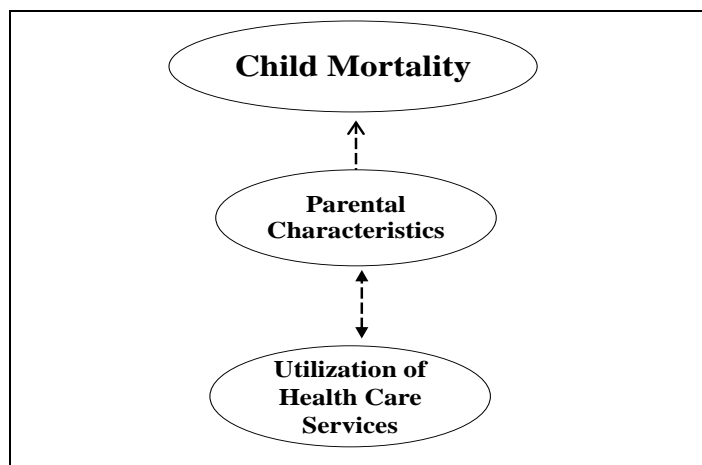 Child Mortality
Parental
Characteristics
Utilization of
Health Care
Services